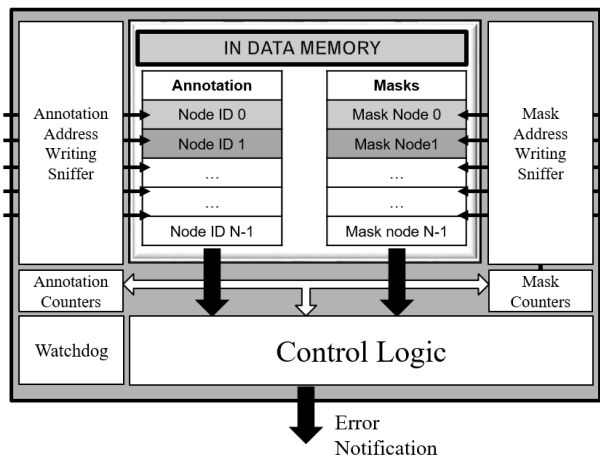 IN DATA MEMORY
Annotation
Address
Writing
Sniffer
Annotation
Node ID 0
Node ID 1
...
...
Node ID N-1
Masks
Mask Node 0
Mask Node1
...
...
Mask node N-1
Mask
Address
Writing
Sniffer
Annotation
Counters
Mask
Counters
Watchdog
Control Logic
Error
Notification